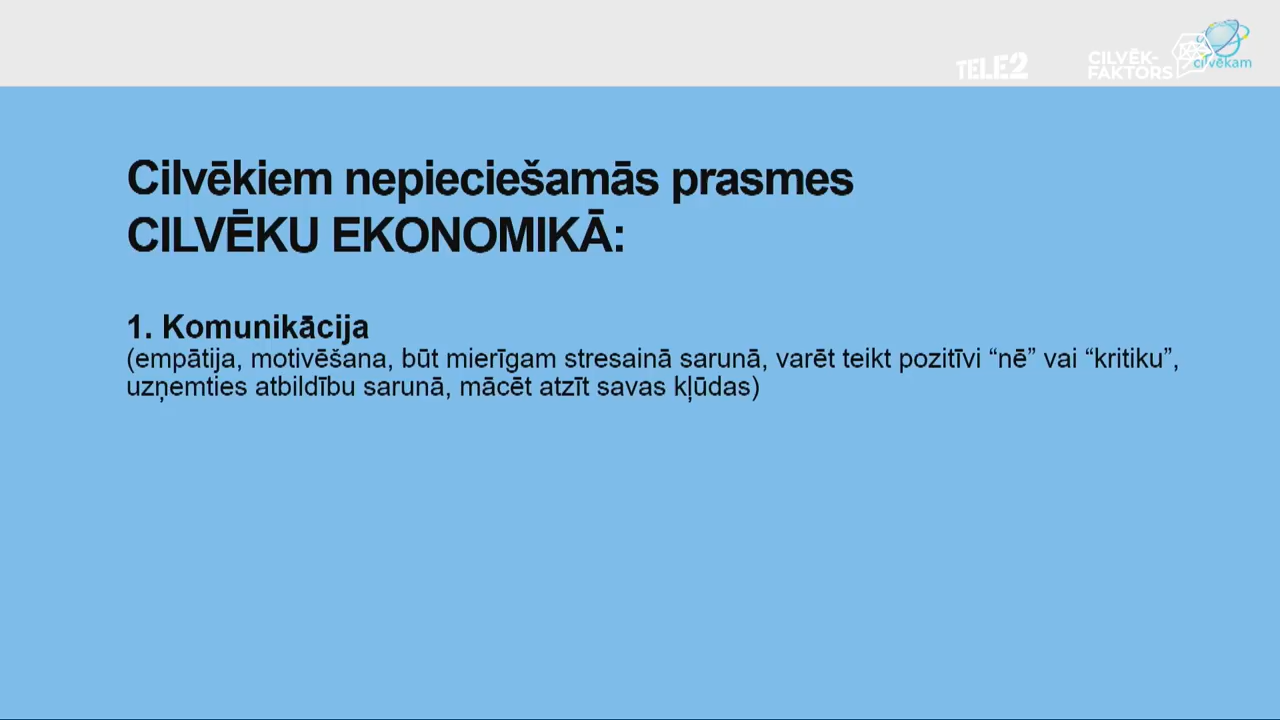 TELE2
CILVĒK-
FAKTORS
cilvēkam
Cilvēkiem nepieciešamās prasmes
CILVĒKU EKONOMIKĀ:
1. Komunikācija
(empātija, motivēšana, būt mierīgam stresainā sarunā, varēt teikt pozitīvi “nē” vai “kritiku”,
uzņemties atbildību sarunā, mācēt atzīt savas kļūdas)